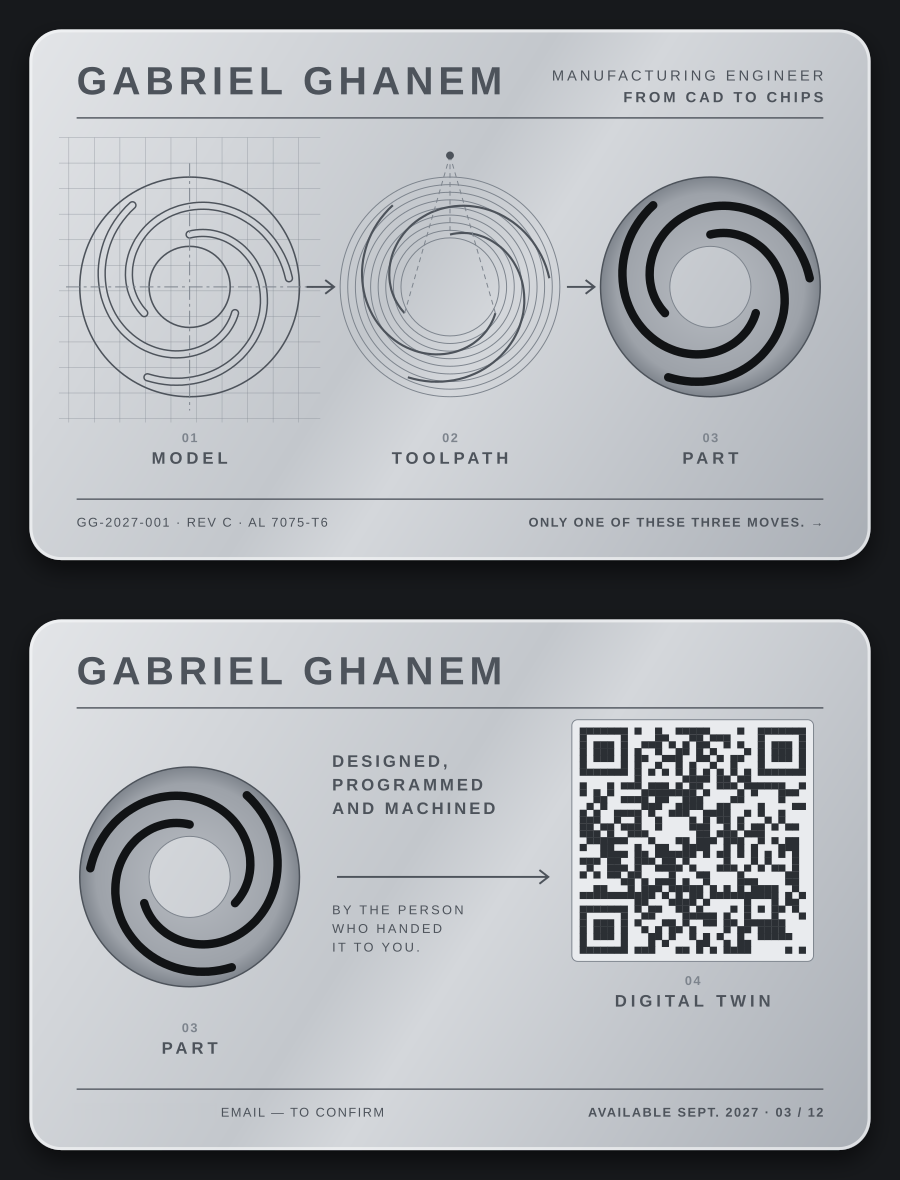 GABRIEL GHANEM
MANUFACTURING ENGINEER
FROM CAD TO CHIPS
01
MODEL
02
TOOLPATH
03
PART
GG-2027-001 · REV C · AL 7075-T6
ONLY ONE OF THESE THREE MOVES. →
GABRIEL GHANEM
DESIGNED,
PROGRAMMED
AND MACHINED
BY THE PERSON
WHO HANDED
IT TO YOU.
04
DIGITAL TWIN
03
PART
EMAIL — TO CONFIRM
AVAILABLE SEPT. 2027 · 03 / 12